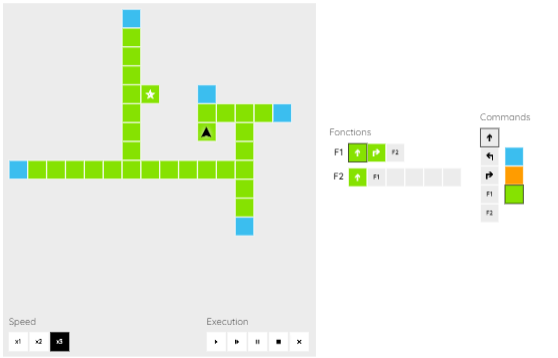 Commands
Fonctions
F1 F2
F2 F1
F1
F2
Speed
Execution
x1 x2 x3